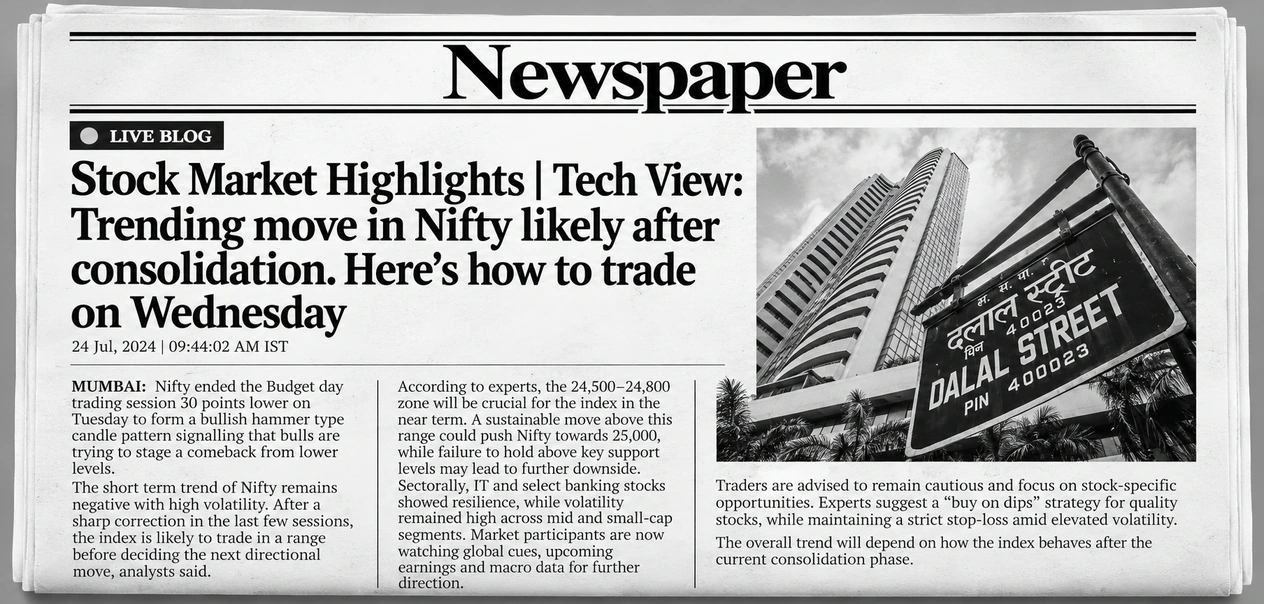 Newspaper
LIVE BLOG
Stock Market Highlights | Tech View:
Trending move in Nifty likely after
consolidation. Here's how to trade
on Wednesday
24 Jul, 2024 | 09:44:02 AM IST
MUMBAI: Nifty ended the Budget day
trading session 30 points lower on
Tuesday to form a bullish hammer type
candle pattern signalling that bulls are
trying to stage a comeback from lower
levels.
The short term trend of Nifty remains
negative with high volatility. After a
sharp correction in the last few sessions,
the index is likely to trade in a range
before deciding the next directional
move, analysts said.
According to experts, the 24,500–24,800
zone will be crucial for the index in the
near term. A sustainable move above this
range could push Nifty towards 25,000,
while failure to hold above key support
levels may lead to further downside.
Sectorally, IT and select banking stocks
showed resilience, while volatility
remained high across mid and small-cap
segments. Market participants are now
watching global cues, upcoming
earnings and macro data for further
direction.
म. स. पा.
दलाल स्ट्रीट
पिन 40023
DALAL STREET
PIN 400023
Traders are advised to remain cautious and focus on stock-specific
opportunities. Experts suggest a “buy on dips” strategy for quality
stocks, while maintaining a strict stop-loss amid elevated volatility.
The overall trend will depend on how the index behaves after the
current consolidation phase.